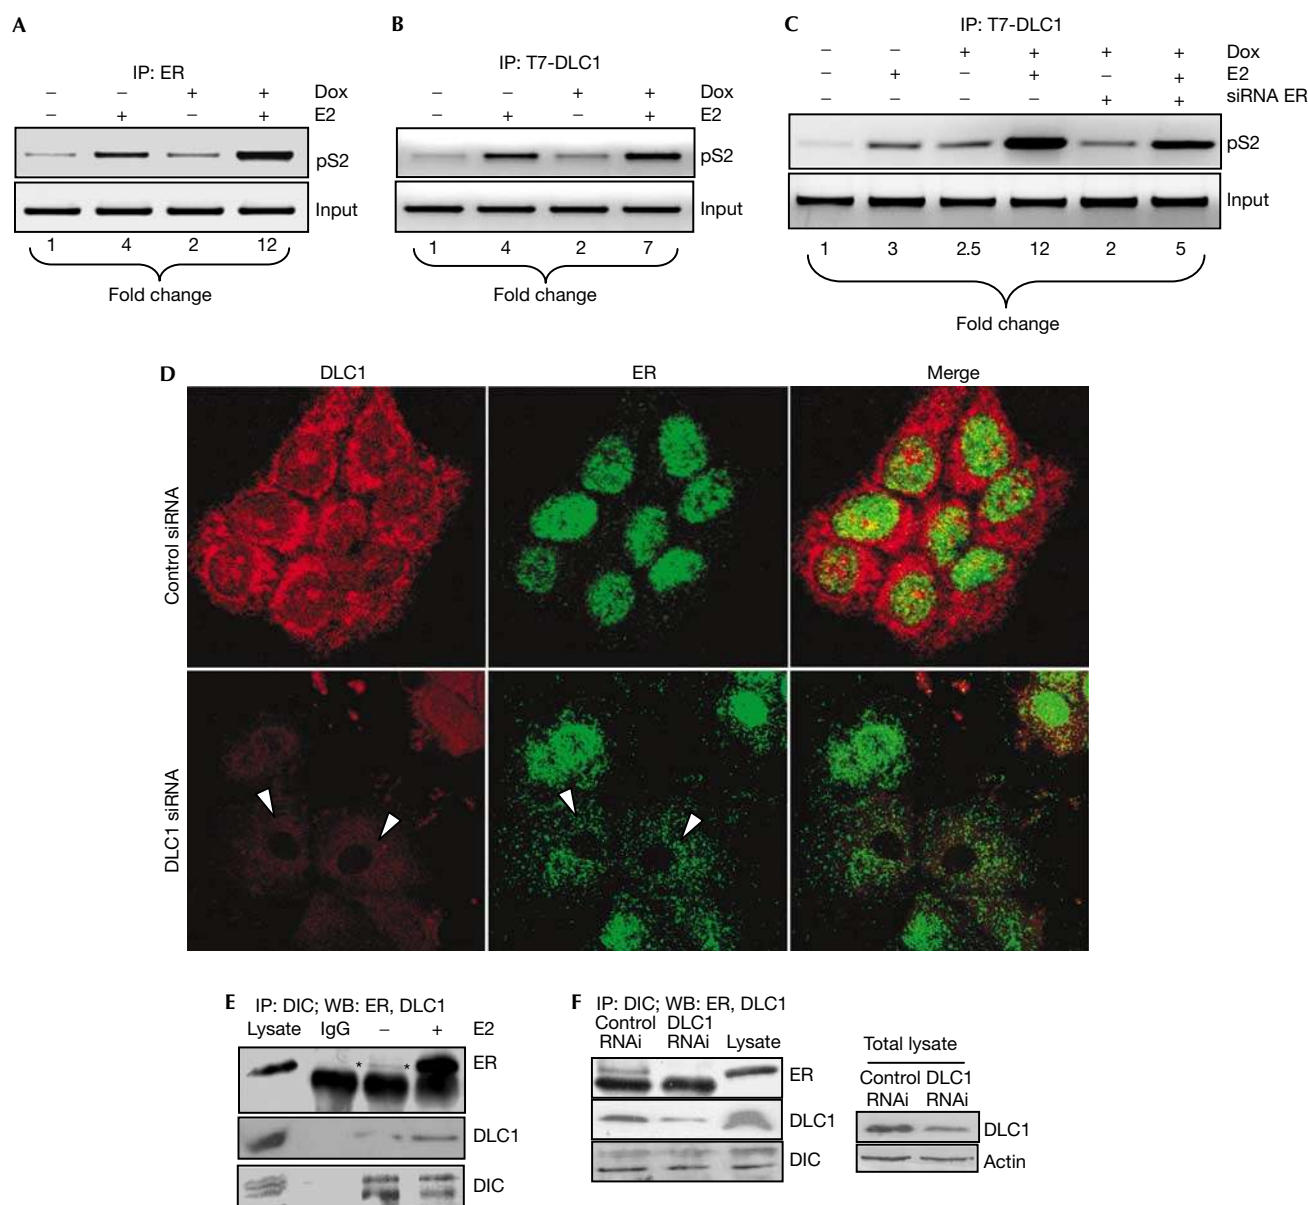 A
IP: ER
– – + + Dox
– + – + E2
pS2
Input
1 4 2 12
Fold change
B
IP: T7-DLC1
– – + + Dox
– + – + E2
pS2
Input
1 4 2 7
Fold change
C
IP: T7-DLC1
– – + + + + Dox
– + – + – + E2
– – – – + + siRNA ER
pS2
Input
1 3 2.5 12 2 5
Fold change
D
DLC1 ER Merge
Control siRNA
DLC1 siRNA
E
IP: DIC; WB: ER, DLC1
Lysate IgG – + E2
* * ER
DLC1
DIC
F
IP: DIC; WB: ER, DLC1
Control DLC1
RNAi RNAi Lysate
ER
DLC1
DIC
Total lysate
Control DLC1
RNAi RNAi
DLC1
Actin